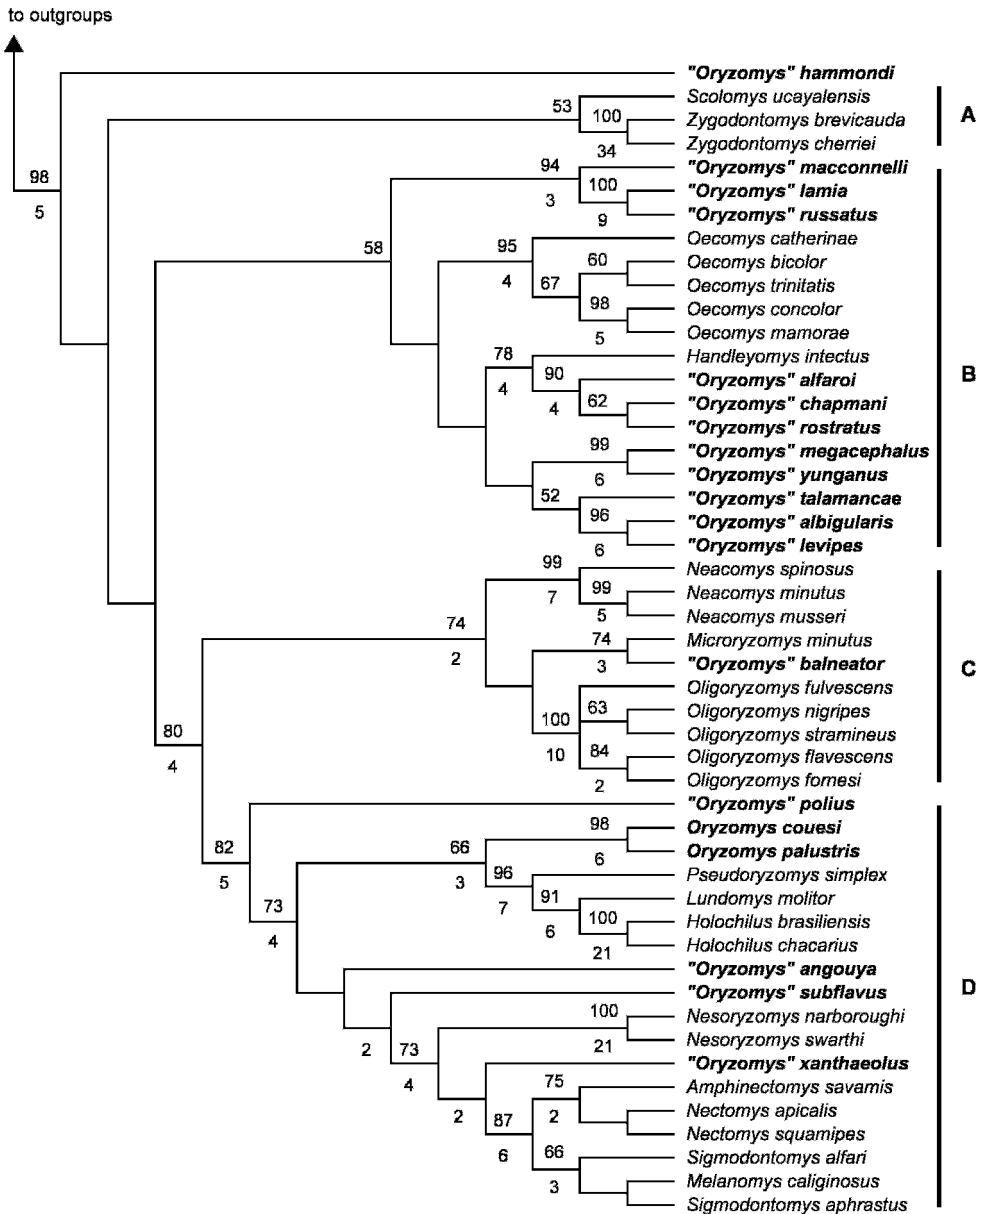 to outgroups
"Oryzomys" hammondi
Scolomys ucayalensis
53
100
A
Zygodontomys brevicauda
Zygodontomys cherriei
34
94
"Oryzomys" macconnelli
98
100
"Oryzomys" lamia
5
3
9
"Oryzomys" russatus
58
95
Oecomys catherinae
60
Oecomys bicolor
4
67
Oecomys trinitatis
98
Oecomys concolor
5
Oecomys mamorae
78
Handleyomys intectus
90
B
4
"Oryzomys" alfaroi
4
62
"Oryzomys" chapmani
"Oryzomys" rostratus
99
"Oryzomys" megacephalus
6
"Oryzomys" yunganus
52
"Oryzomys" talamancae
96
"Oryzomys" albigularis
6
"Oryzomys" levipes
99
Neacomys spinosus
7
99
Neacomys minutus
5
Neacomys musseri
74
74
Microryzomys minutus
2
3
"Oryzomys" balneator
C
Oligoryzomys fulvescens
63
Oligoryzomys nigripes
100
Oligoryzomys stramineus
80
10
84
Oligoryzomys flavescens
4
2
Oligoryzomys fornesi
"Oryzomys" polius
98
Oryzomys couesi
82
66
6
Oryzomys palustris
5
3
96
Pseudoryzomys simplex
73
7
91
Lundomys molitor
4
6
100
Holochilus brasiliensis
21
Holochilus chacarius
"Oryzomys" angouya
D
"Oryzomys" subflavus
100
Nesoryzomys narboroughi
2
73
21
Nesoryzomys swarthi
4
"Oryzomys" xanthaeolus
75
Amphinectomys savamis
2
87
2
Nectomys apicalis
Nectomys squamipes
6
66
Sigmodontomys alfari
3
Melanomys caliginosus
Sigmodontomys aphrastus